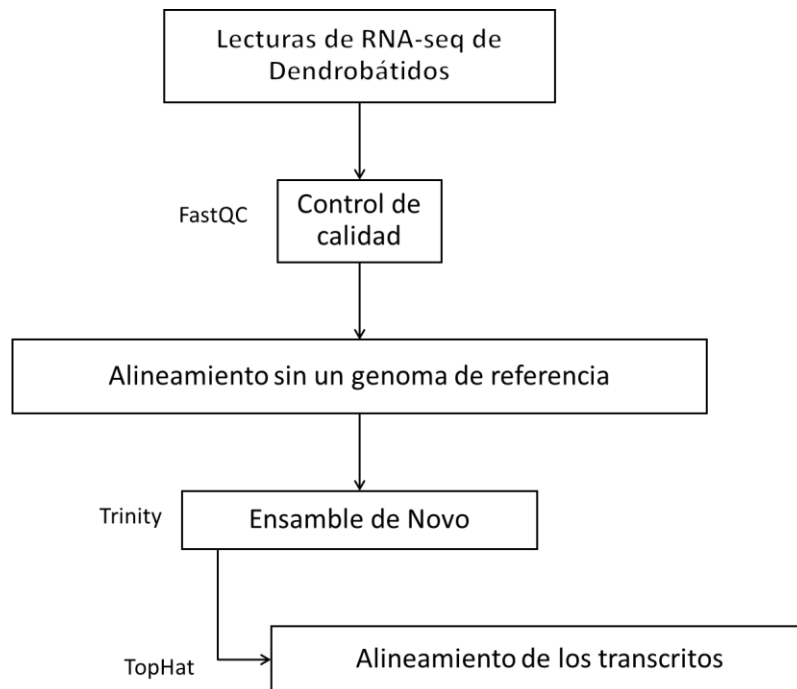 Lecturas de RNA-seq de
Dendrobátidos
FastQC
Control de
calidad
Alineamiento sin un genoma de referencia
Trinity
Ensamble de Novo
TopHat
Alineamiento de los transcritos